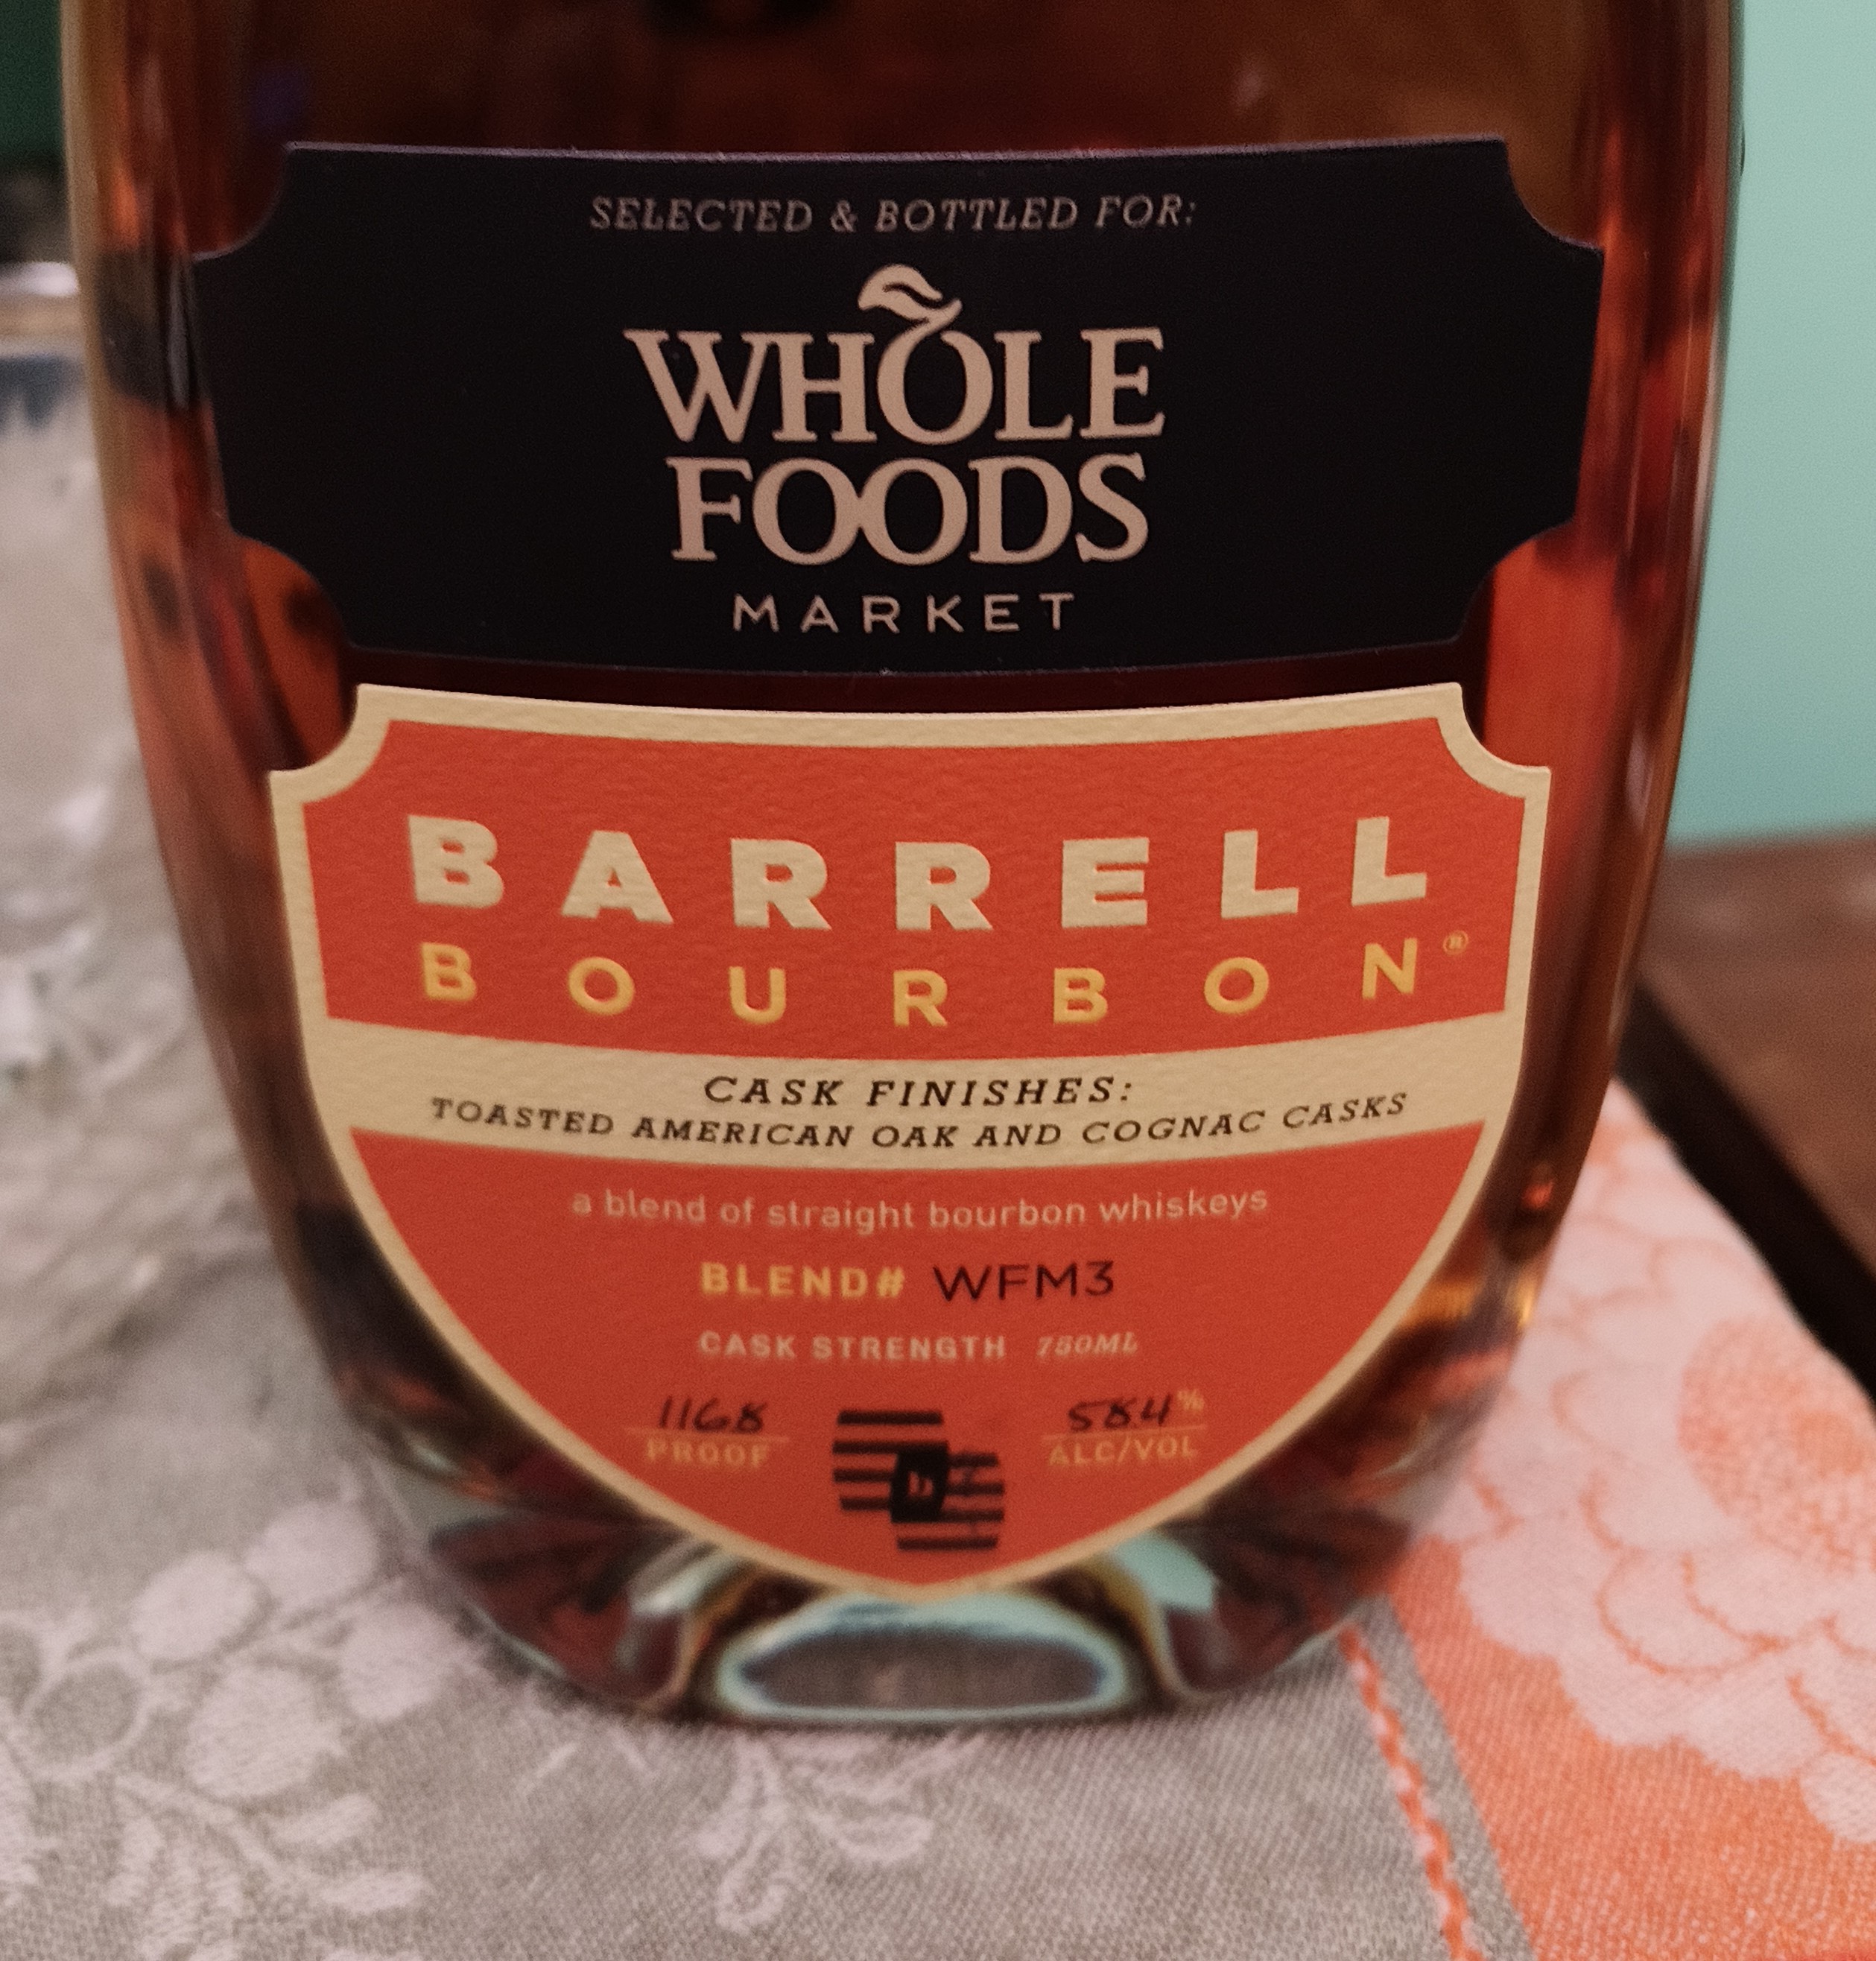 SELECTED & BOTTLED FOR:
WHOLE
FOODS
MARKET
BARRELL
BOURBON®
CASK FINISHES:
TOASTED AMERICAN OAK AND COGNAC CASKS
a blend of straight bourbon whiskeys
BLEND# WFM3
CASK STRENGTH 750ML
116.8 58.4%
PROOF b ALC/VOL